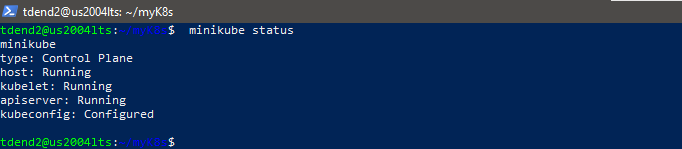 tdend2@us2004lts: ~/myK8s
tdend2@us2004lts:~/myK8s$  minikube status
minikube
type: Control Plane
host: Running
kubelet: Running
apiserver: Running
kubeconfig: Configured
tdend2@us2004lts:~/myK8s$